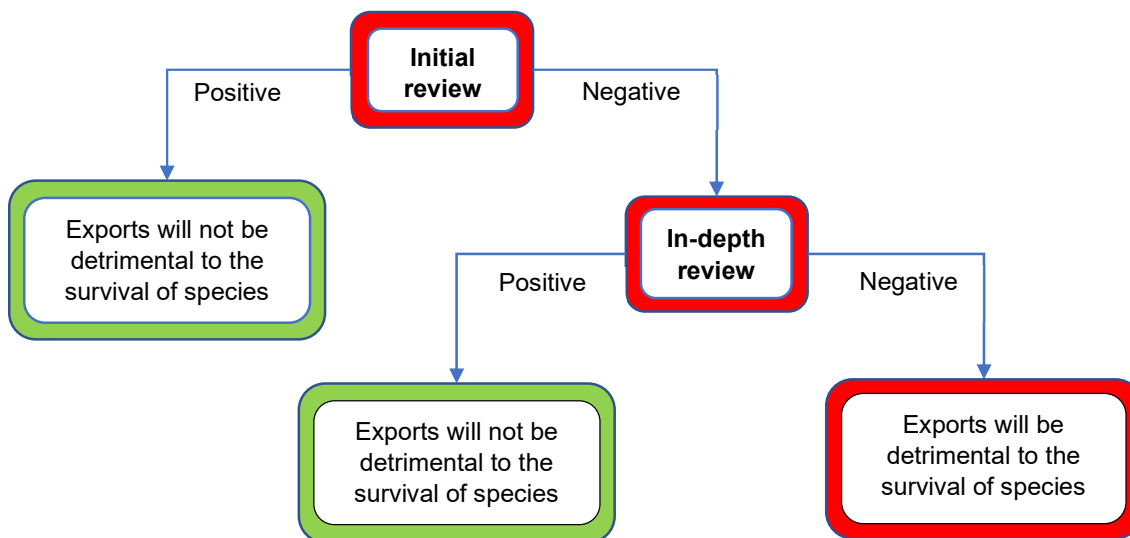 Initial
review
Positive
Negative
Exports will not be
detrimental to the
survival of species
In-depth
review
Positive
Negative
Exports will not be
detrimental to the
survival of species
Exports will be
detrimental to the
survival of species